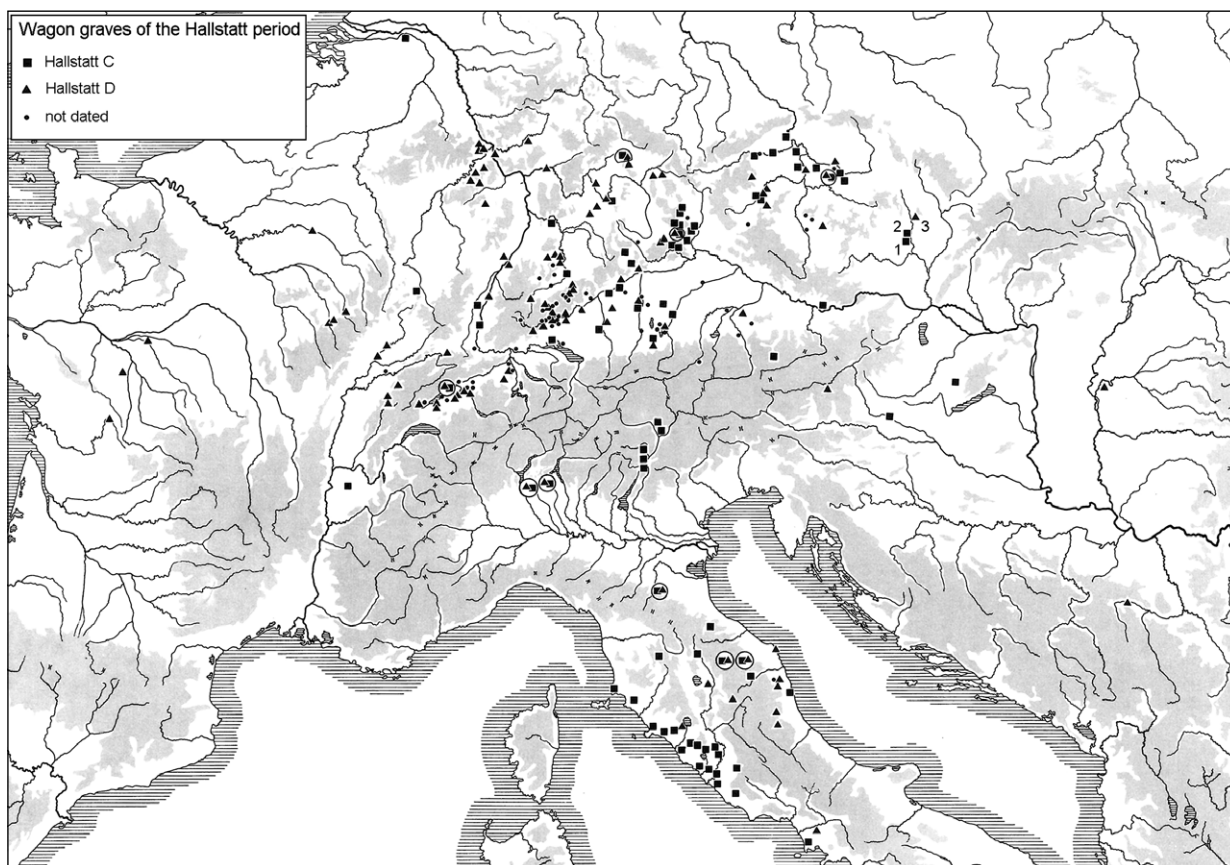 Wagon graves of the Hallstatt period
Hallstatt C
Hallstatt D
not dated
2 3
1